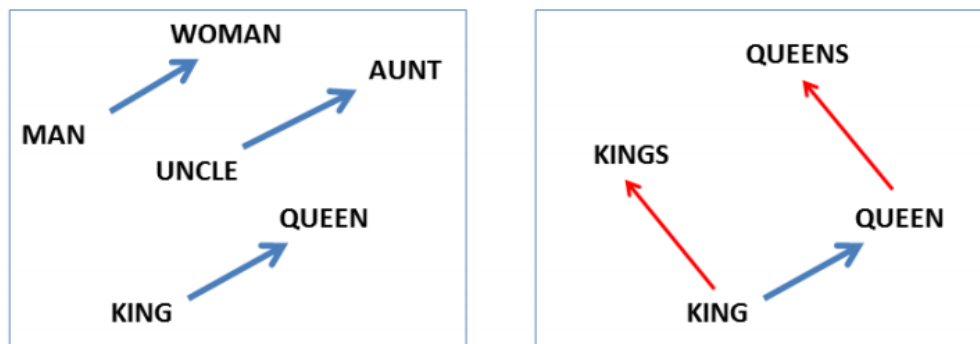 WOMAN
AUNT
MAN
UNCLE
QUEEN
KING
QUEENS
KINGS
QUEEN
KING